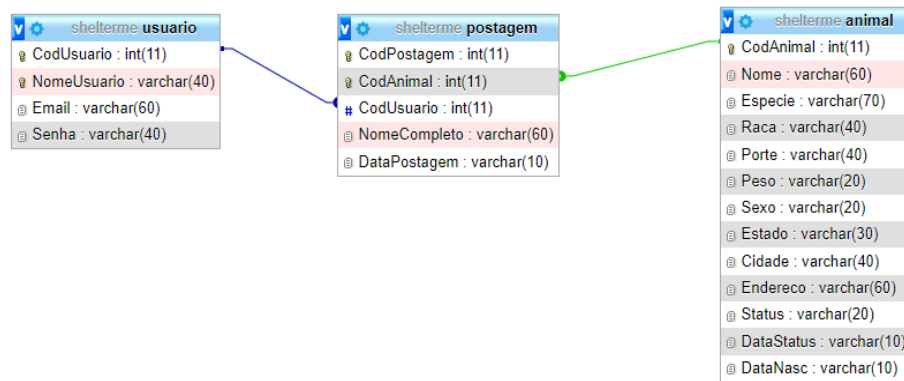 shelterme usuario
CodUsuario : int(11)
NomeUsuario : varchar(40)
Email : varchar(60)
Senha : varchar(40)
shelterme postagem
CodPostagem : int(11)
CodAnimal : int(11)
# CodUsuario : int(11)
NomeCompleto : varchar(60)
DataPostagem : varchar(10)
shelterme animal
CodAnimal : int(11)
Nome : varchar(60)
Especie : varchar(70)
Raca : varchar(40)
Porte : varchar(40)
Peso : varchar(20)
Sexo : varchar(20)
Estado : varchar(30)
Cidade : varchar(40)
Endereco : varchar(60)
Status : varchar(20)
DataStatus : varchar(10)
DataNasc : varchar(10)